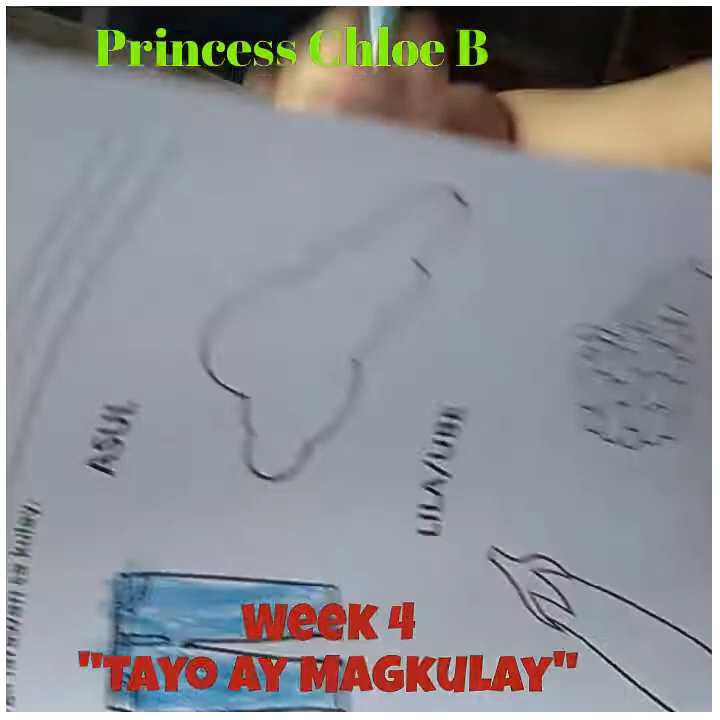 Princess Chloe B
ASUL
LILA/UBE
Week 4
"TAYO AY MAGKULAY"